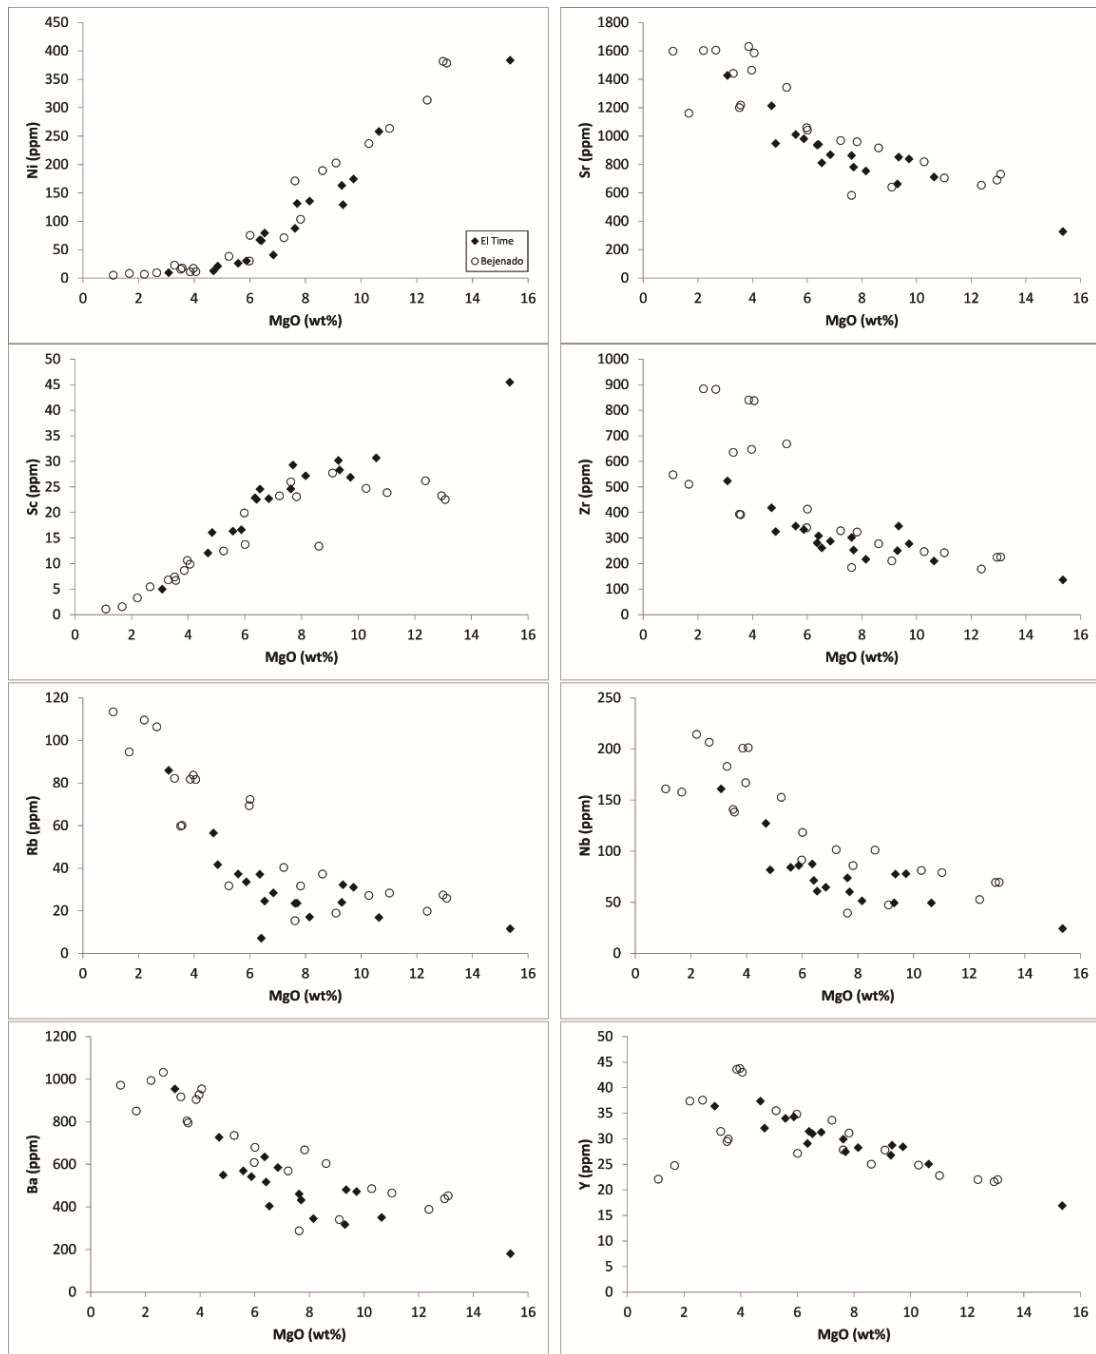 450
400
350
300
250
200
150
100
50
0
Ni (ppm)
El Time
Bejenado
0 2 4 6 8 10 12 14 16
MgO (wt%)
1800
1600
1400
1200
1000
800
600
400
200
0
Sr (ppm)
0 2 4 6 8 10 12 14 16
MgO (wt%)
50
45
40
35
30
25
20
15
10
5
0
Sc (ppm)
0 2 4 6 8 10 12 14 16
MgO (wt%)
1000
900
800
700
600
500
400
300
200
100
0
Zr (ppm)
0 2 4 6 8 10 12 14 16
MgO (wt%)
120
100
80
60
40
20
0
Rb (ppm)
0 2 4 6 8 10 12 14 16
MgO (wt%)
250
200
150
100
50
0
Nb (ppm)
0 2 4 6 8 10 12 14 16
MgO (wt%)
1200
1000
800
600
400
200
0
Ba (ppm)
0 2 4 6 8 10 12 14 16
MgO (wt%)
50
45
40
35
30
25
20
15
10
5
0
Y (ppm)
0 2 4 6 8 10 12 14 16
MgO (wt%)